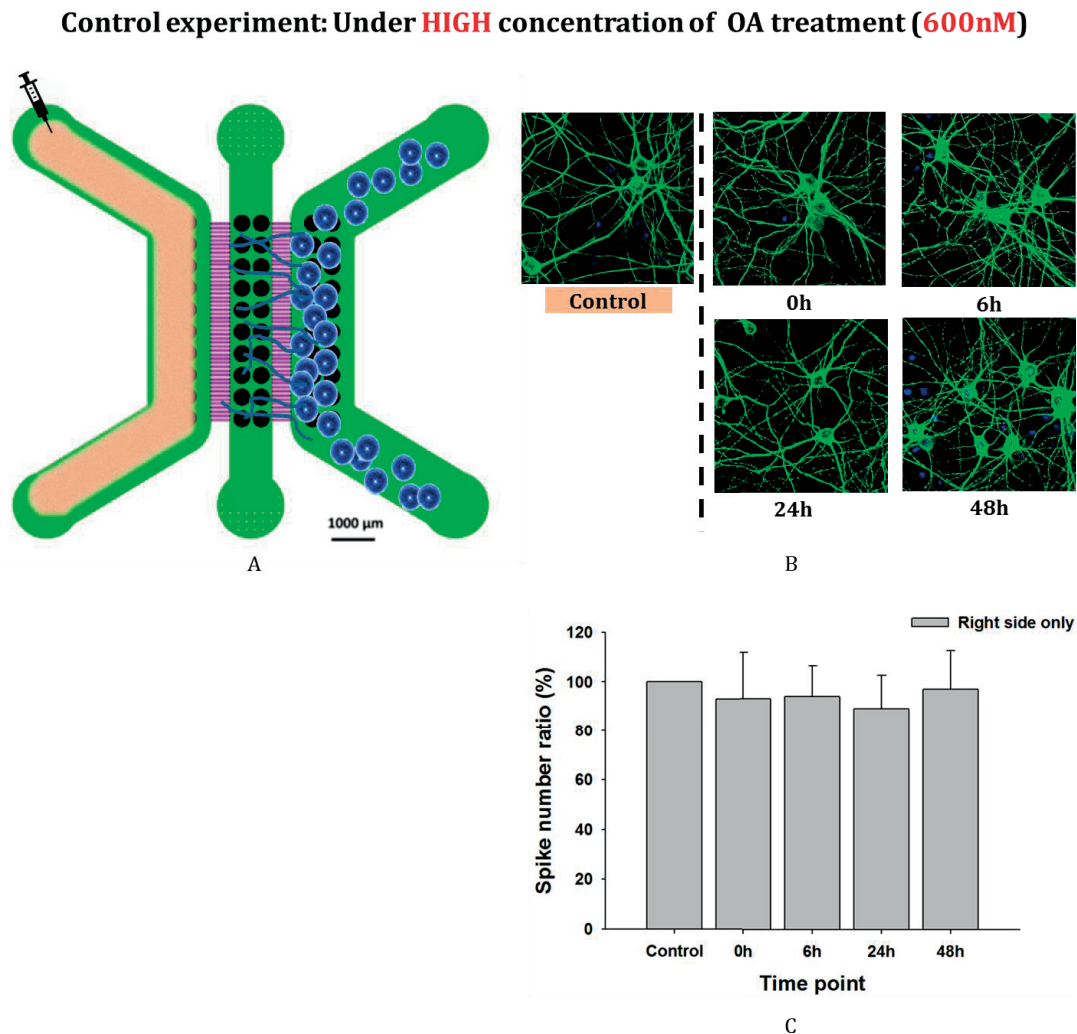 Control experiment: Under HIGH concentration of OA treatment (600nM)
1000 µm
A
Control
0h
6h
24h
48h
B
Right side only
Spike number ratio (%)
120
100
80
60
40
20
0
Control 0h 6h 24h 48h
Time point
C